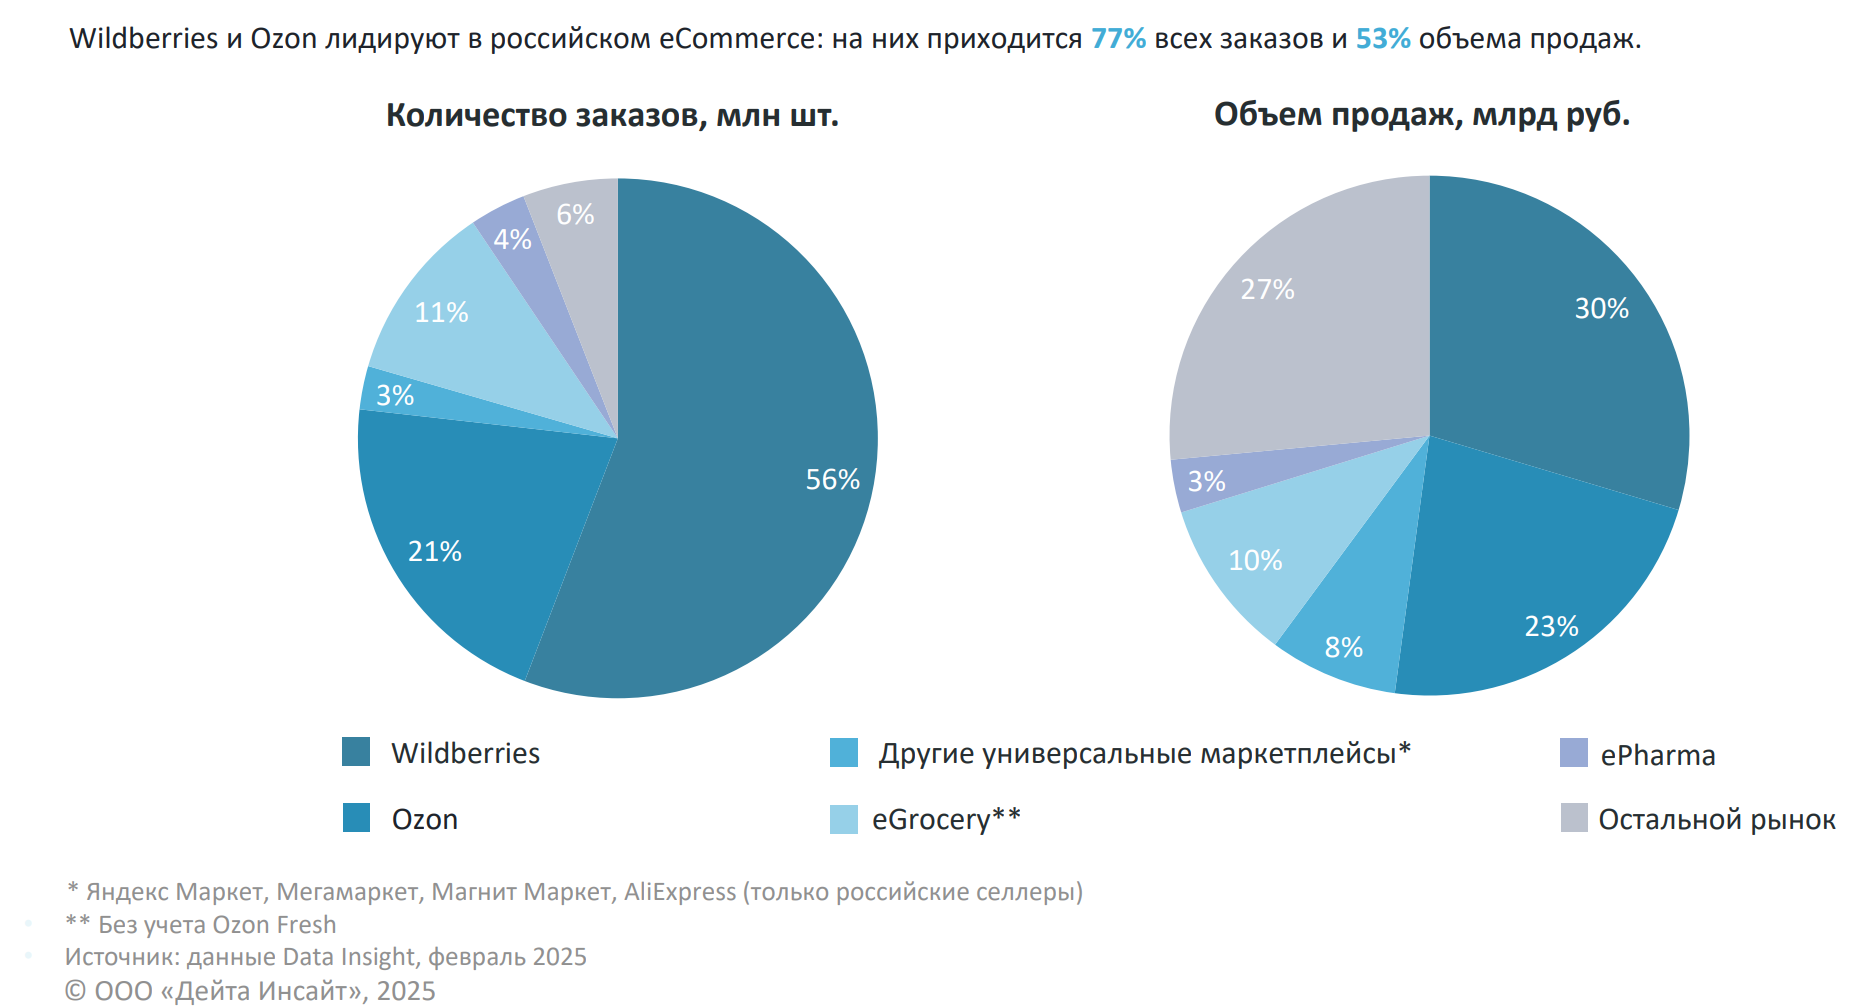 Wildberries и Ozon лидируют в российском eCommerce: на них приходится 77% всех заказов и 53% объема продаж.
Количество заказов, млн шт.
6%
4%
11%
3%
56%
21%
Объем продаж, млрд руб.
27%
30%
3%
10%
23%
8%
Wildberries
Другие универсальные маркетплейсы*
ePharma
Ozon
eGrocery**
Остальной рынок
* Яндекс Маркет, Мегамаркет, Магнит Маркет, AliExpress (только российские селлеры)
** Без учета Ozon Fresh
Источник: данные Data Insight, февраль 2025
© ООО «Дейта Инсайт», 2025